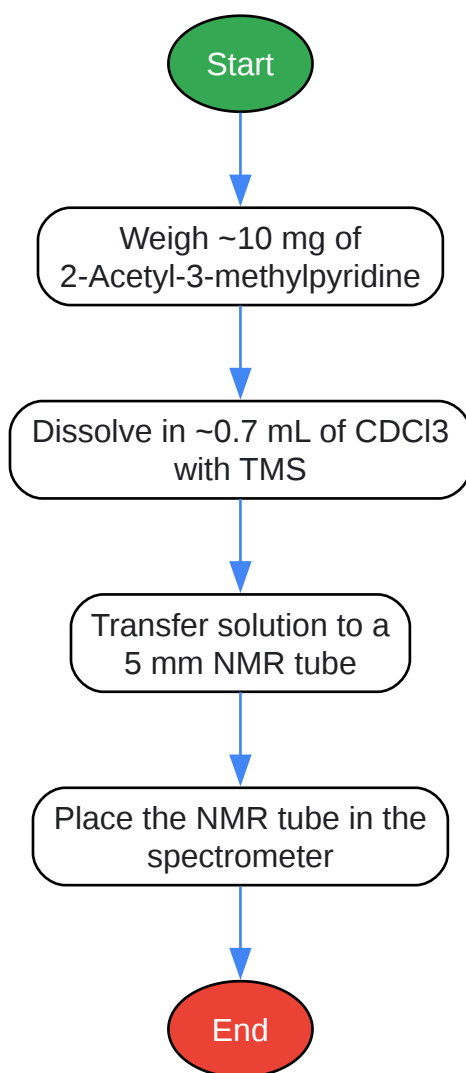 Start
Weigh ~10 mg of
2-Acetyl-3-methylpyridine
Dissolve in ~0.7 mL of CDCl3
with TMS
Transfer solution to a
5 mm NMR tube
Place the NMR tube in the
spectrometer
End